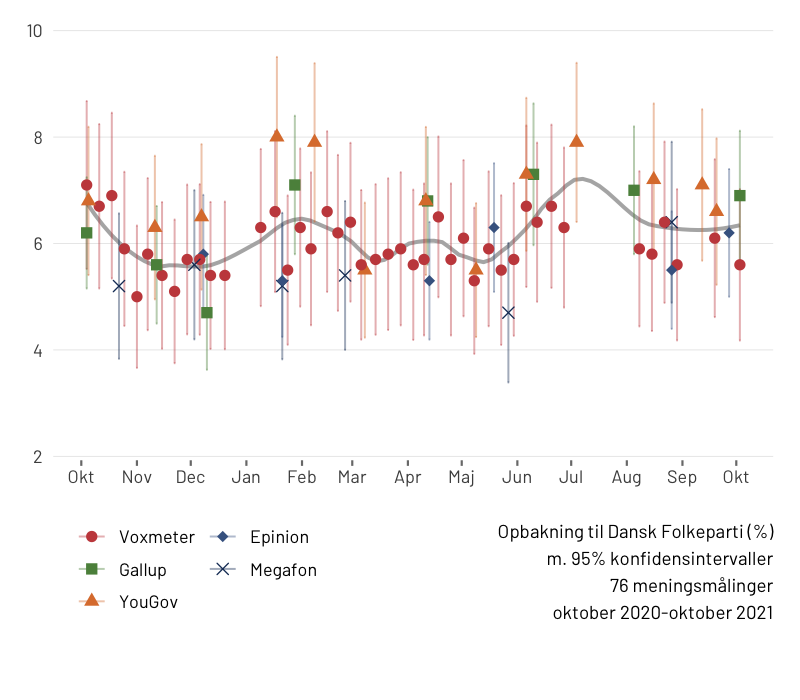 10
8
6
4
2
Okt Nov Dec Jan Feb Mar Apr Maj Jun Jul Aug Sep Okt
Voxmeter Epinion
Gallup Megafon
YouGov
Opbakning til Dansk Folkeparti (%)
m. 95% konfidensintervaller
76 meningsmålinger
oktober 2020-oktober 2021